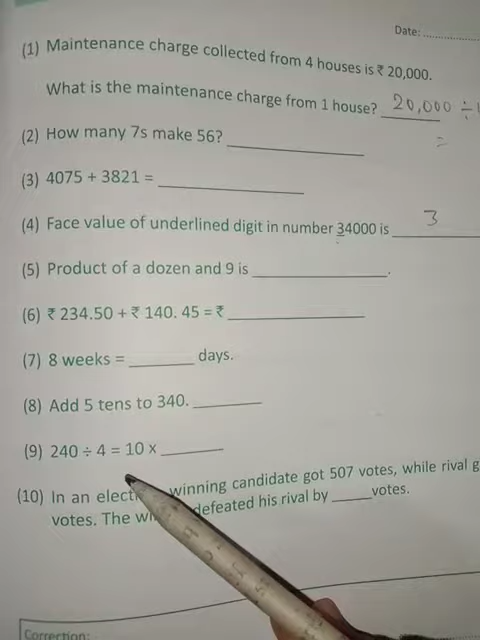 Date:
(1) Maintenance charge collected from 4 houses is ₹ 20,000.
What is the maintenance charge from 1 house? 20,000 ÷
=
(2) How many 7s make 56?
(3) 4075 + 3821 =
(4) Face value of underlined digit in number 34000 is 3
(5) Product of a dozen and 9 is .
(6) ₹ 234.50 + ₹ 140. 45 = ₹
(7) 8 weeks = days.
(8) Add 5 tens to 340.
(9) 240 ÷ 4 = 10 x
(10) In an winning candidate got 507 votes, while rival
votes. The defeated his rival by votes.
Correction: